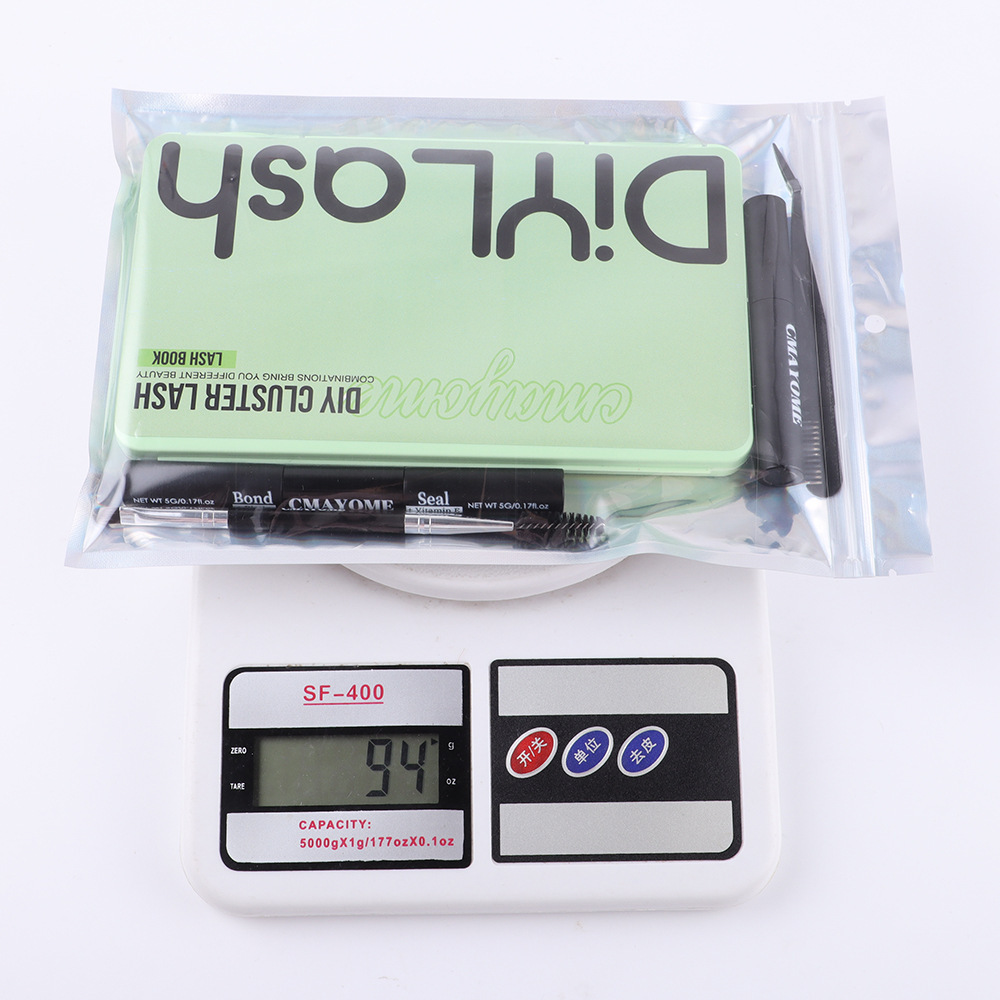 DiYLash
cmayome
DIY CLUSTER LASH
COMBINATIONS BRING YOU DIFFERENT BEAUTY
LASH BOOK
CMAYOME
NET WT 5G/0.17fl.oz
Bond
CMAYOME
Seal
+ Vitamin E
NET WT 5G/0.17fl.oz
SF-400
ZERO
TARE
94
g
oz
CAPACITY:
5000gX1g/177ozX0.1oz
开/关
单位
去皮